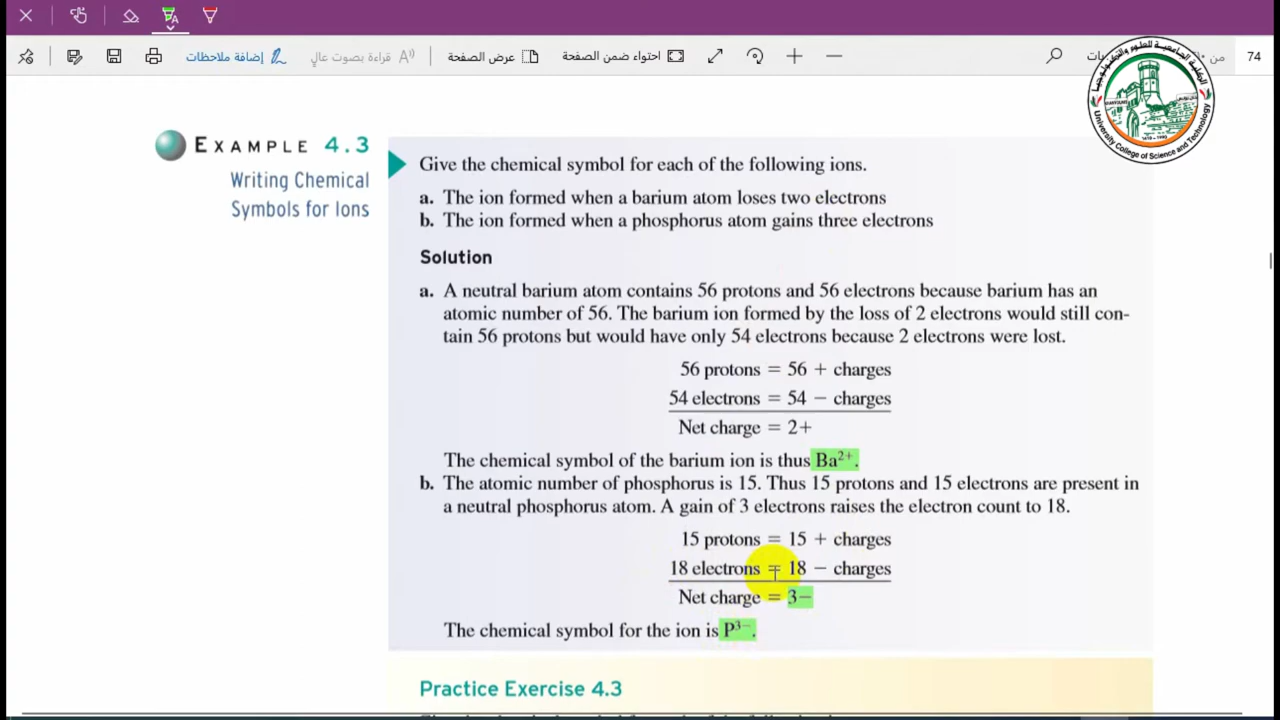 إضافة ملاحظات
قراءة بصوت عالٍ
عرض الصفحة
احتواء ضمن الصفحة
من
74
University College of Science and Technology
EXAMPLE 4.3
Writing Chemical
Symbols for Ions
Give the chemical symbol for each of the following ions.
a. The ion formed when a barium atom loses two electrons
b. The ion formed when a phosphorus atom gains three electrons
Solution
a. A neutral barium atom contains 56 protons and 56 electrons because barium has an
atomic number of 56. The barium ion formed by the loss of 2 electrons would still con-
tain 56 protons but would have only 54 electrons because 2 electrons were lost.
56 protons = 56 + charges
54 electrons = 54 − charges
Net charge = 2+
The chemical symbol of the barium ion is thus Ba²⁺.
b. The atomic number of phosphorus is 15. Thus 15 protons and 15 electrons are present in
a neutral phosphorus atom. A gain of 3 electrons raises the electron count to 18.
15 protons = 15 + charges
18 electrons = 18 − charges
Net charge = 3−
The chemical symbol for the ion is P³⁻.
Practice Exercise 4.3